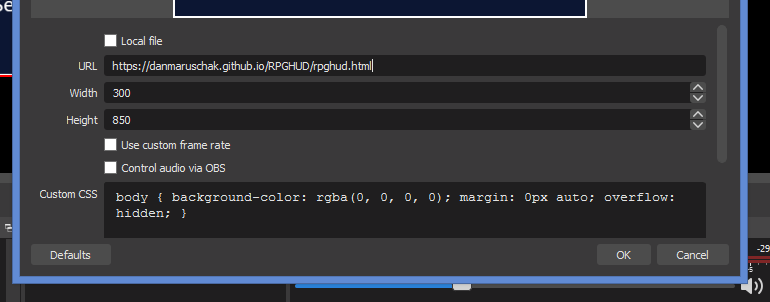 Se
Local file
URL https://danmaruschak.github.io/RPGHUD/rpghud.html
Width 300
Height 850
Use custom frame rate
Control audio via OBS
Custom CSS body { background-color: rgba(0, 0, 0, 0); margin: 0px auto; overflow:
hidden; }
Defaults OK Cancel
-29